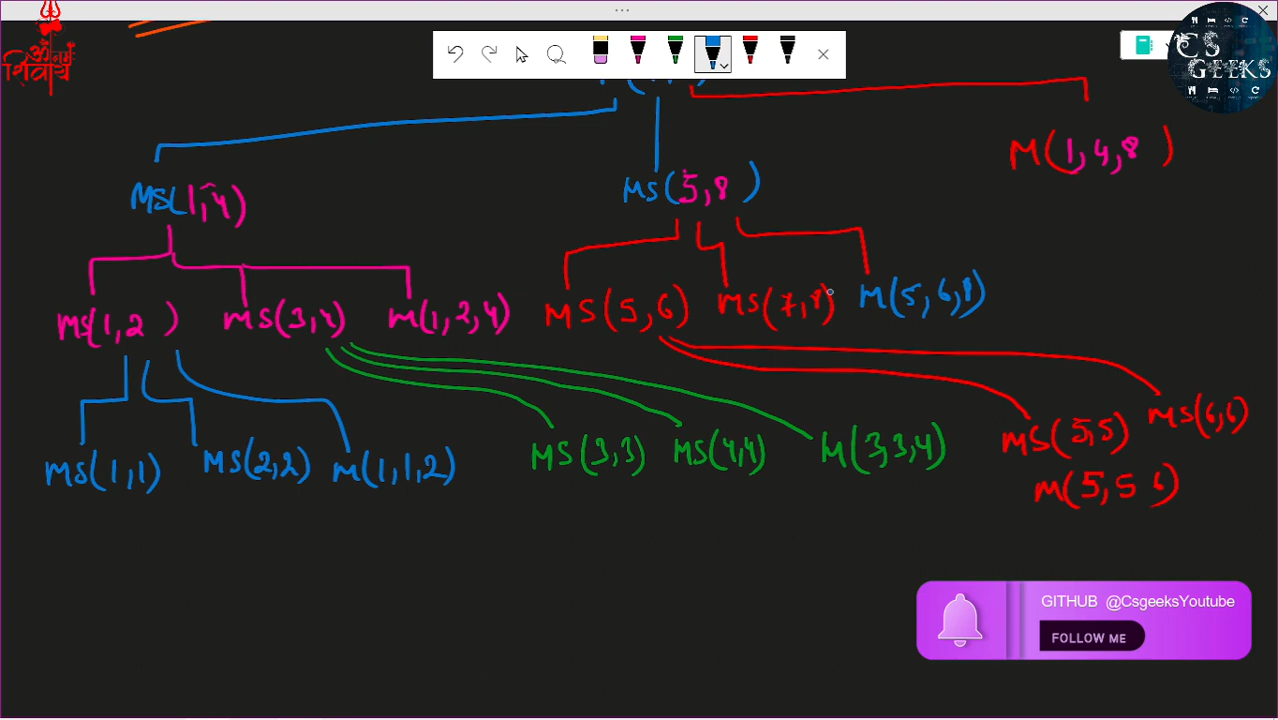 ॐ नमः
शिवाय
CS
GEEKS
M(1,4,8 )
MS(1,4)
MS(5,8 )
MS(1,2 )
MS(3,4)
M(1,2,4)
MS(5,6)
MS(7,8)
M(5,6,8)
MS(1,1)
MS(2,2)
M(1,1,2)
MS(3,3)
MS(4,4)
M(3,3,4)
MS(5,5)
MS(6,6)
M(5,5 6)
GITHUB @CsgeeksYoutube
FOLLOW ME